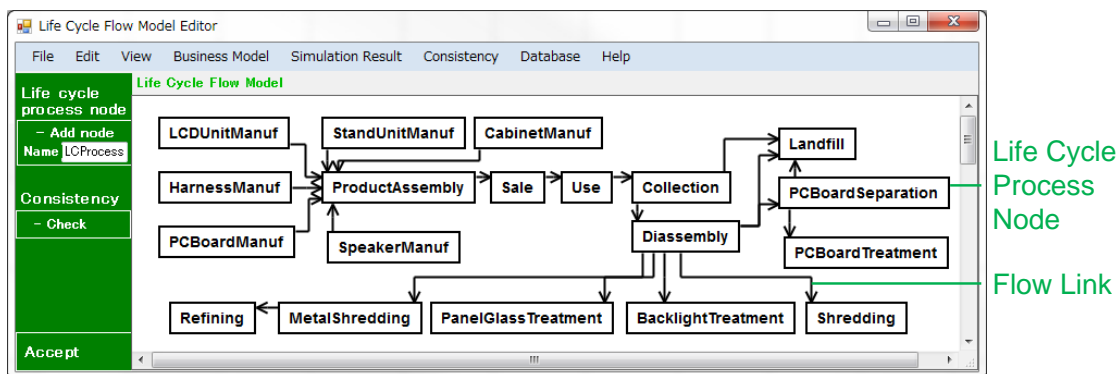 Life Cycle Flow Model Editor
File Edit View Business Model Simulation Result Consistency Database Help
Life cycle
process node
– Add node
Name LCProcess
Consistency
– Check
Accept
Life Cycle Flow Model
LCDUnitManuf StandUnitManuf CabinetManuf Landfill
HarnessManuf ProductAssembly Sale Use Collection PCBoardSeparation
PCBoardManuf SpeakerManuf Diassembly PCBoardTreatment
Refining MetalShredding PanelGlassTreatment BacklightTreatment Shredding
Life Cycle
Process
Node
Flow Link